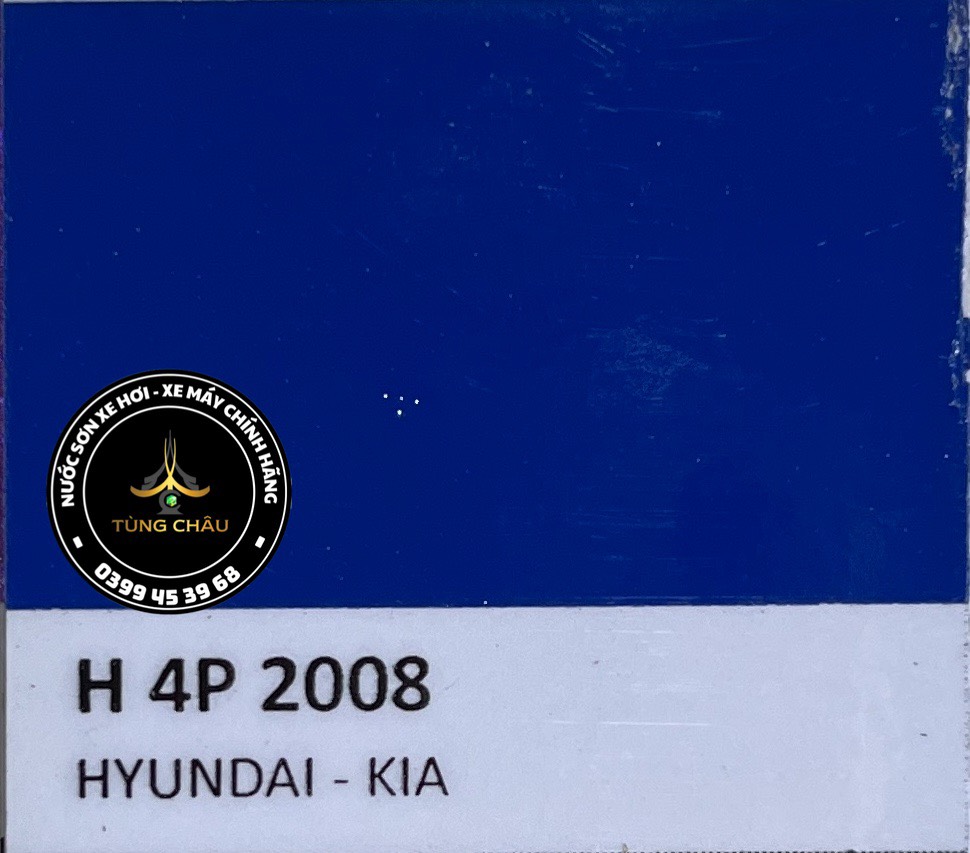 NƯỚC SƠN XE HƠI - XE MÁY CHÍNH HÃNG
TÙNG CHÂU
0399 45 39 68
H 4P 2008
HYUNDAI - KIA